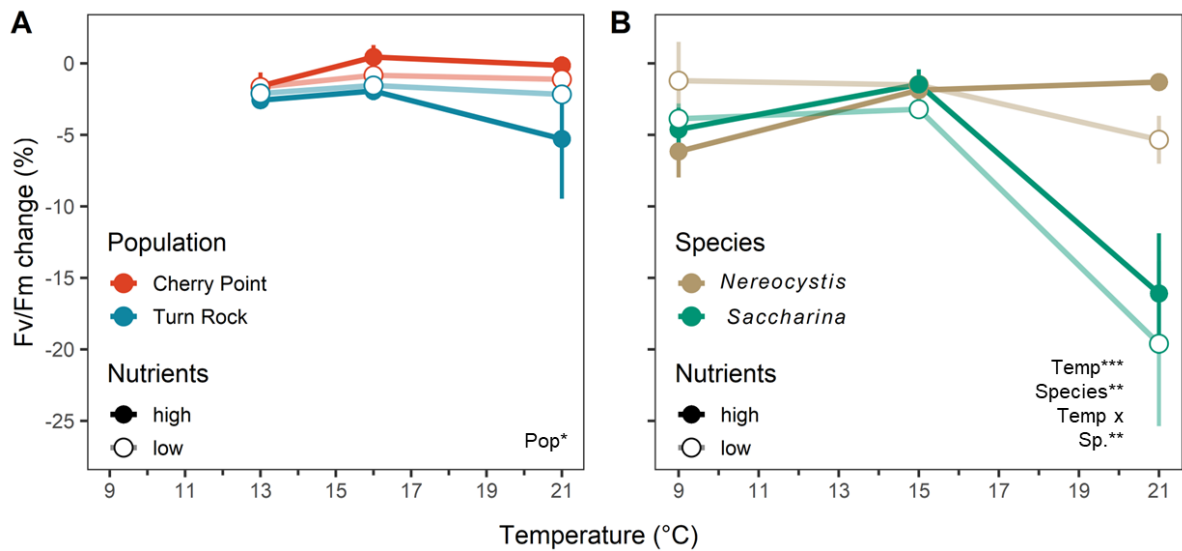 A
B
Fv/Fm change (%)
0
-5
-10
-15
-20
-25
Population
Cherry Point
Turn Rock
Nutrients
high
low
Pop*
9 11 13 15 17 19 21
Species
Nereocystis
Saccharina
Nutrients
high
low
Temp***
Species**
Temp x
Sp.**
9 11 13 15 17 19 21
Temperature (°C)